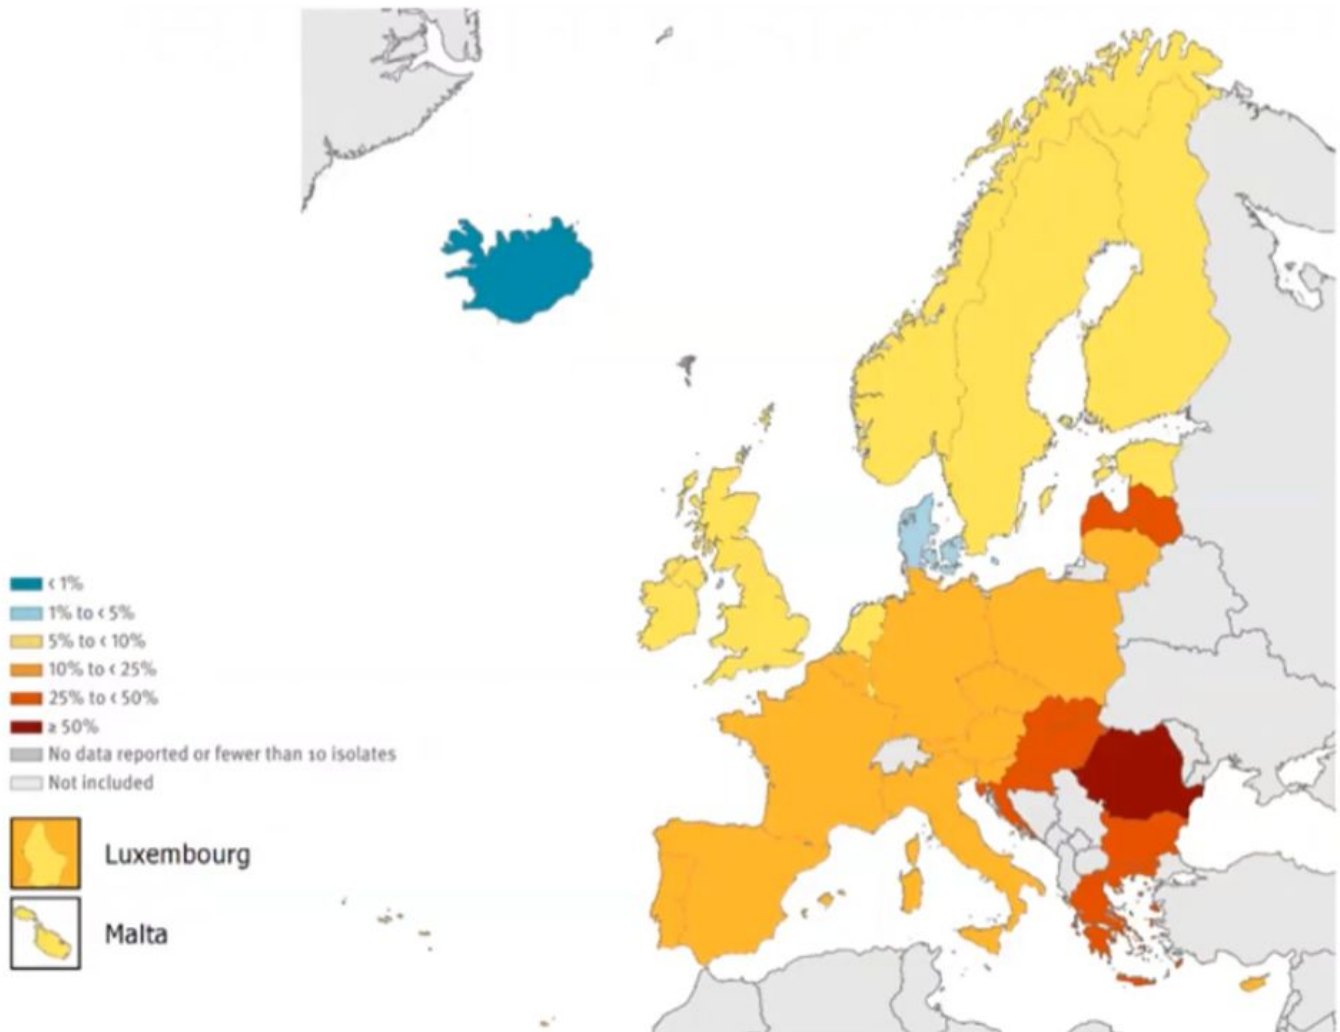 < 1%
1% to < 5%
5% to < 10%
10% to < 25%
25% to < 50%
≥ 50%
No data reported or fewer than 10 isolates
Not included
Luxembourg
Malta